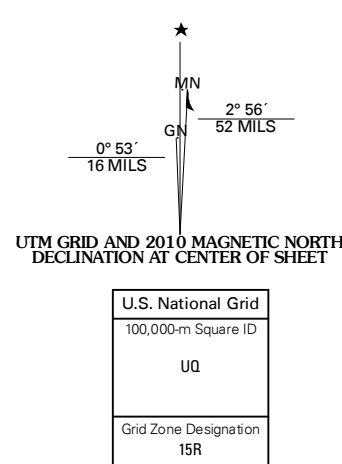 MN
GN
2° 56´
52 MILS
0° 53´
16 MILS
UTM GRID AND 2010 MAGNETIC NORTH
DECLINATION AT CENTER OF SHEET
U.S. National Grid
100,000-m Square ID
UQ
Grid Zone Designation
15R